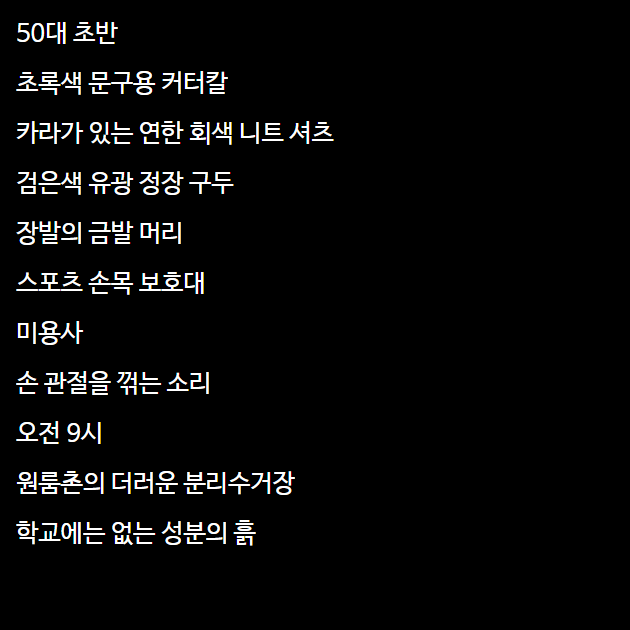 50대 초반
초록색 문구용 커터칼
카라가 있는 연한 회색 니트 셔츠
검은색 유광 정장 구두
장발의 금발 머리
스포츠 손목 보호대
미용사
손 관절을 꺾는 소리
오전 9시
원룸촌의 더러운 분리수거장
학교에는 없는 성분의 흙